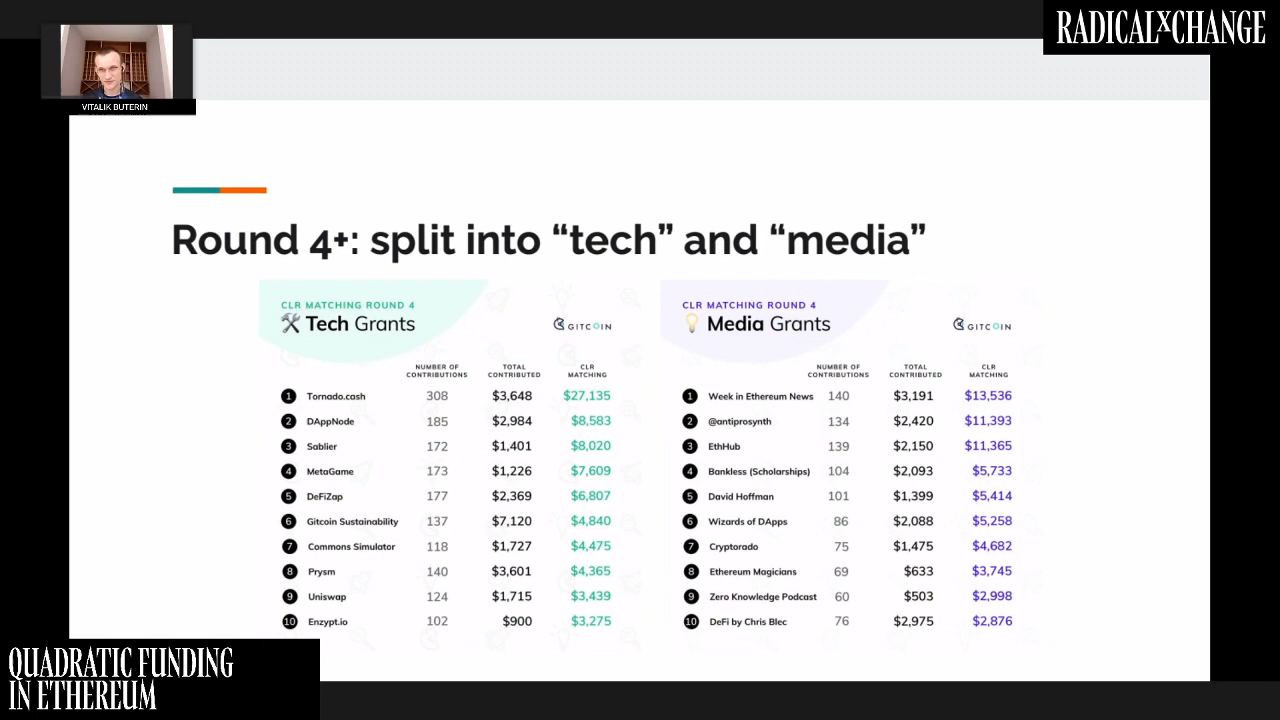 RADICALXCHANGE
VITALIK BUTERIN
Round 4+: split into “tech” and “media”
CLR MATCHING ROUND 4
🛠 Tech Grants
GITCOIN
NUMBER OF CONTRIBUTIONS TOTAL CONTRIBUTED CLR MATCHING
1 Tornado.cash 308 $3,648 $27,135
2 DAppNode 185 $2,984 $8,583
3 Sablier 172 $1,401 $8,020
4 MetaGame 173 $1,226 $7,609
5 DeFiZap 177 $2,369 $6,807
6 Gitcoin Sustainability 137 $7,120 $4,840
7 Commons Simulator 118 $1,727 $4,475
8 Prysm 140 $3,601 $4,365
9 Uniswap 124 $1,715 $3,439
10 Enzypt.io 102 $900 $3,275
CLR MATCHING ROUND 4
💡 Media Grants
GITCOIN
NUMBER OF CONTRIBUTIONS TOTAL CONTRIBUTED CLR MATCHING
1 Week in Ethereum News 140 $3,191 $13,536
2 @antiprosynth 134 $2,420 $11,393
3 EthHub 139 $2,150 $11,365
4 Bankless (Scholarships) 104 $2,093 $5,733
5 David Hoffman 101 $1,399 $5,414
6 Wizards of DApps 86 $2,088 $5,258
7 Cryptorado 75 $1,475 $4,682
8 Ethereum Magicians 69 $633 $3,745
9 Zero Knowledge Podcast 60 $503 $2,998
10 DeFi by Chris Blec 76 $2,975 $2,876
QUADRATIC FUNDING
IN ETHEREUM